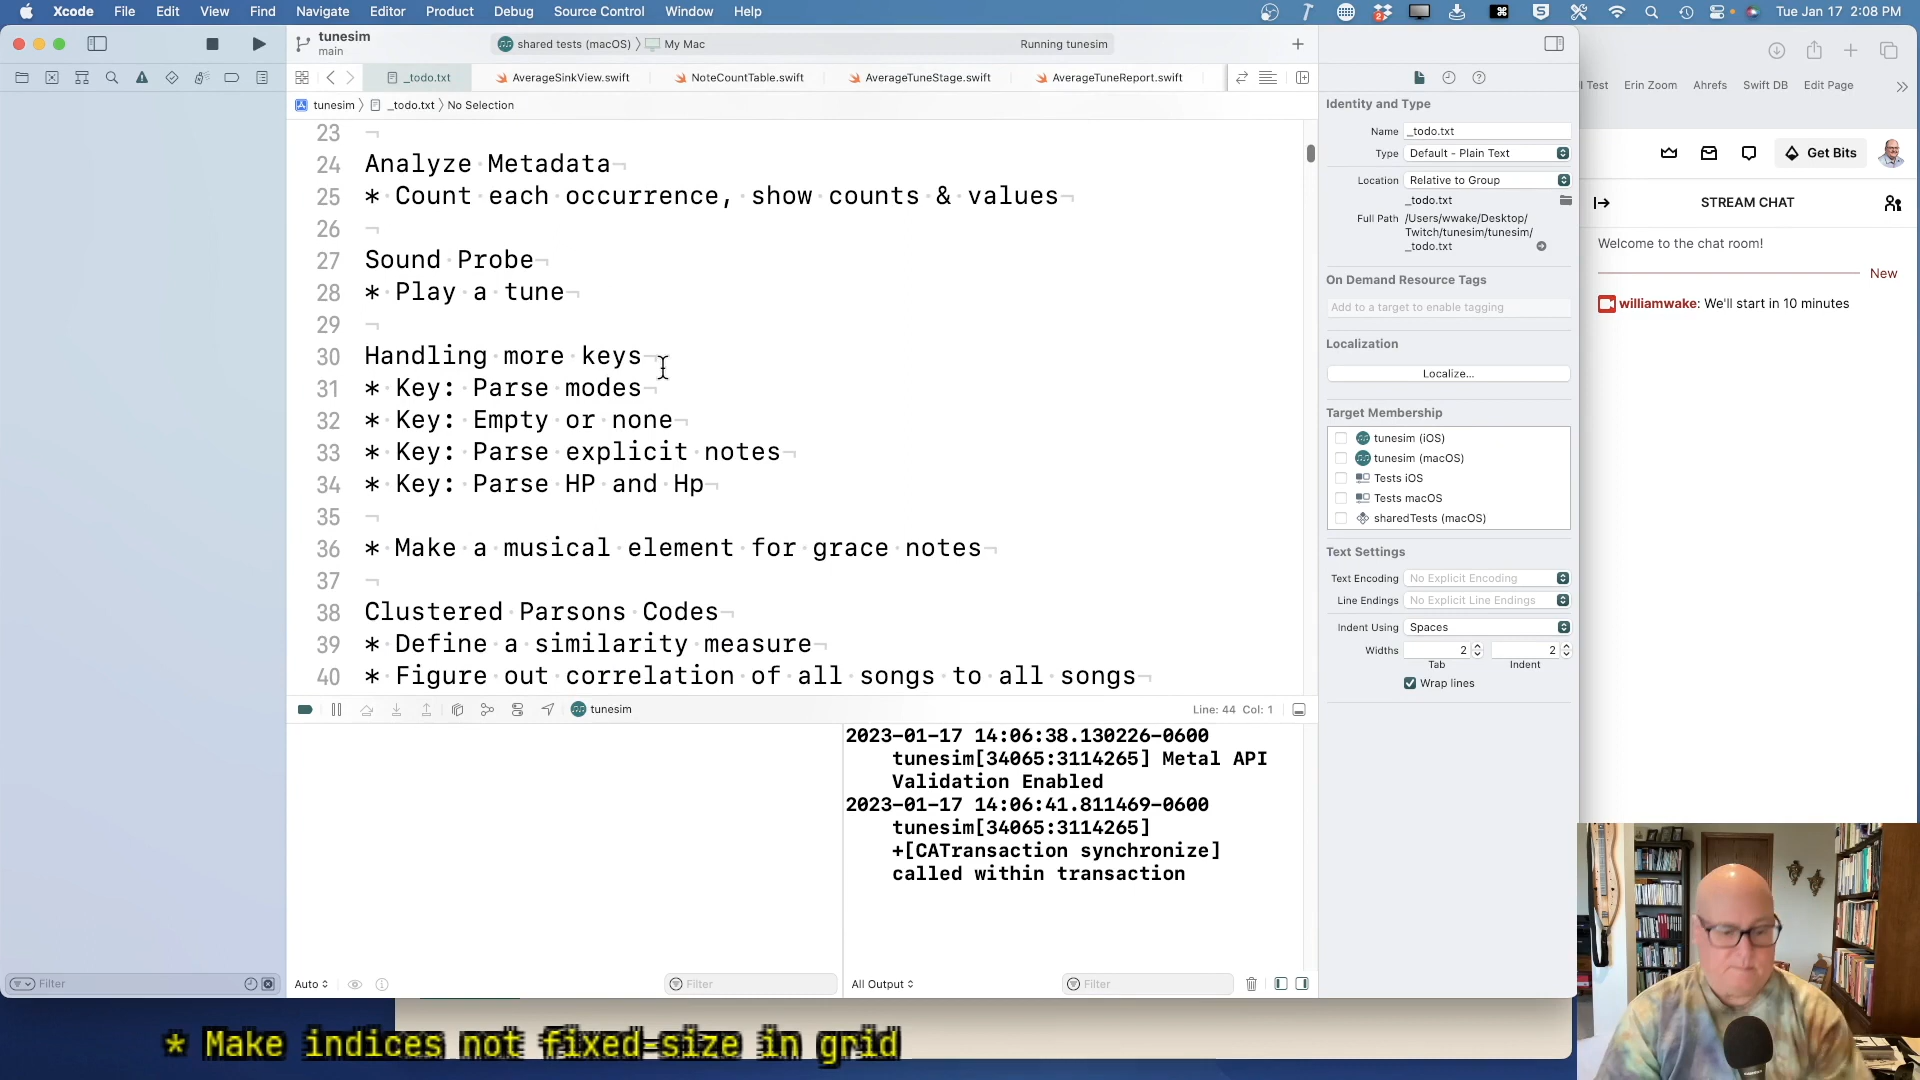 Xcode File Edit View Find Navigate Editor Product Debug Source Control Window Help
Tue Jan 17 2:08 PM
tunesim
main
shared tests (macOS) 〉 My Mac
Running tunesim
_todo.txt
AverageSinkView.swift
NoteCountTable.swift
AverageTuneStage.swift
AverageTuneReport.swift
tunesim 〉 _todo.txt 〉 No Selection
23
24 Analyze Metadata
25 * Count each occurrence, show counts & values
26
27 Sound Probe
28 * Play a tune
29
30 Handling more keys
31 * Key: Parse modes
32 * Key: Empty or none
33 * Key: Parse explicit notes
34 * Key: Parse HP and Hp
35
36 * Make a musical element for grace notes
37
38 Clustered Parsons Codes
39 * Define a similarity measure
40 * Figure out correlation of all songs to all songs
tunesim
Line: 44 Col: 1
2023-01-17 14:06:38.130226-0600
tunesim[34065:3114265] Metal API
Validation Enabled
2023-01-17 14:06:41.811469-0600
tunesim[34065:3114265]
+[CATransaction synchronize]
called within transaction
Filter
Auto
Filter
All Output
Filter
Identity and Type
Name _todo.txt
Type Default - Plain Text
Location Relative to Group
_todo.txt
Full Path /Users/wwake/Desktop/
Twitch/tunesim/tunesim/
_todo.txt
On Demand Resource Tags
Add to a target to enable tagging
Localization
Localize...
Target Membership
tunesim (iOS)
tunesim (macOS)
Tests iOS
Tests macOS
sharedTests (macOS)
Text Settings
Text Encoding No Explicit Encoding
Line Endings No Explicit Line Endings
Indent Using Spaces
Widths 2 2
Tab Indent
Wrap lines
Test Erin Zoom Ahrefs Swift DB Edit Page
Get Bits
STREAM CHAT
Welcome to the chat room!
New
williamwake: We'll start in 10 minutes
* Make indices not fixed-size in grid